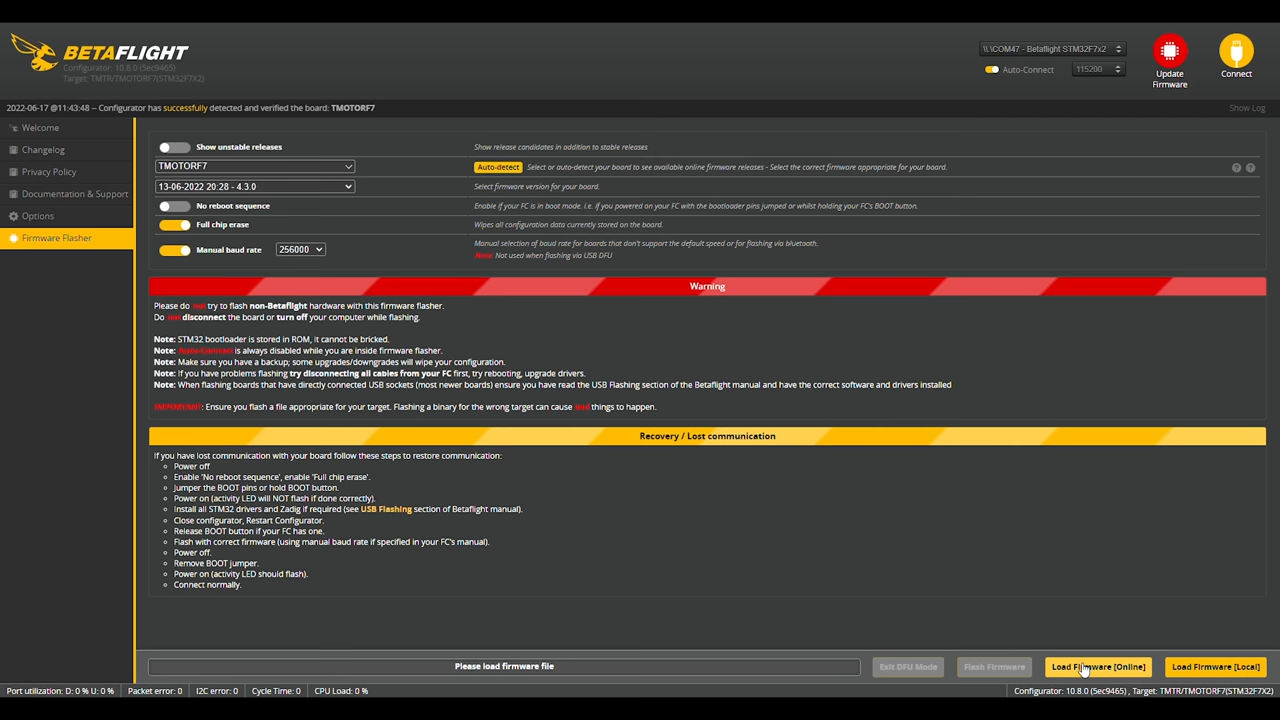 BETAFLIGHT
Configurator: 10.8.0 (5ec9465)
Target: TMTR/TMOTORF7(STM32F7X2)
\\.\COM47 - Betaflight STM32F7x2
Auto-Connect
115200
Update
Firmware
Connect
2022-06-17 @11:43:48 -- Configurator has successfully detected and verified the board: TMOTORF7
Show Log
Welcome
Changelog
Privacy Policy
Documentation & Support
Options
Firmware Flasher
Show unstable releases
Show release candidates in addition to stable releases
TMOTORF7
Auto-detect
Select or auto-detect your board to see available online firmware releases - Select the correct firmware appropriate for your board.
13-06-2022 20:28 - 4.3.0
Select firmware version for your board.
No reboot sequence
Enable if your FC is in boot mode. i.e. if you powered on your FC with the bootloader pins jumped or whilst holding your FC's BOOT button.
Full chip erase
Wipes all configuration data currently stored on the board.
Manual baud rate
256000
Manual selection of baud rate for boards that don't support the default speed or for flashing via bluetooth.
Note: Not used when flashing via USB DFU
Warning
Please do not try to flash non-Betaflight hardware with this firmware flasher.
Do not disconnect the board or turn off your computer while flashing.
Note: STM32 bootloader is stored in ROM, it cannot be bricked.
Note: Auto-Connect is always disabled while you are inside firmware flasher.
Note: Make sure you have a backup; some upgrades/downgrades will wipe your configuration.
Note: If you have problems flashing try disconnecting all cables from your FC first, try rebooting, upgrade drivers.
Note: When flashing boards that have directly connected USB sockets (most newer boards) ensure you have read the USB Flashing section of the Betaflight manual and have the correct software and drivers installed
IMPORTANT: Ensure you flash a file appropriate for your target. Flashing a binary for the wrong target can cause bad things to happen.
Recovery / Lost communication
If you have lost communication with your board follow these steps to restore communication:
Power off
Enable 'No reboot sequence', enable 'Full chip erase'.
Jumper the BOOT pins or hold BOOT button.
Power on (activity LED will NOT flash if done correctly).
Install all STM32 drivers and Zadig if required (see USB Flashing section of Betaflight manual).
Close configurator, Restart Configurator.
Release BOOT button if your FC has one.
Flash with correct firmware (using manual baud rate if specified in your FC's manual).
Power off.
Remove BOOT jumper.
Power on (activity LED should flash).
Connect normally.
Please load firmware file
Exit DFU Mode
Flash Firmware
Load Firmware [Online]
Load Firmware [Local]
Port utilization: D: 0 % U: 0 %
Packet error: 0
I2C error: 0
Cycle Time: 0
CPU Load: 0 %
Configurator: 10.8.0 (5ec9465) , Target: TMTR/TMOTORF7(STM32F7X2)